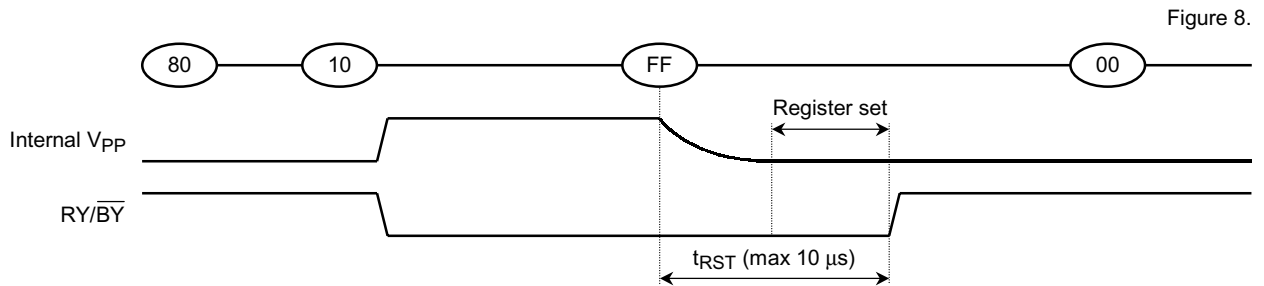 Figure 8.
80 10 FF 00
Register set
Internal VPP
RY/BY
tRST (max 10 μs)